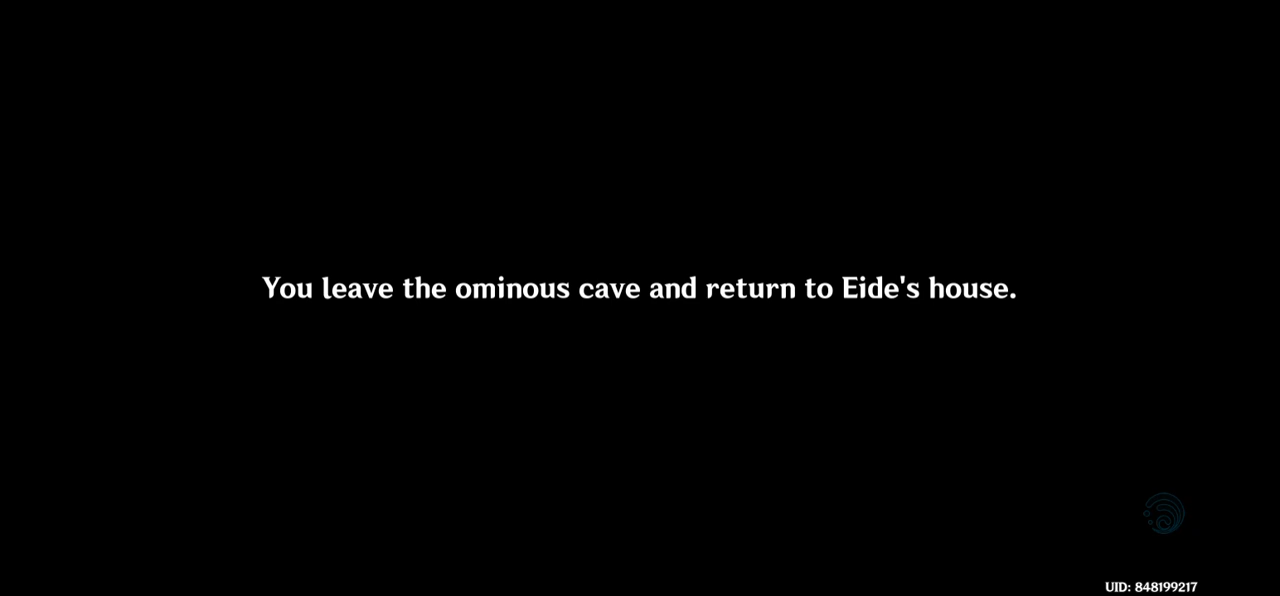 You leave the ominous cave and return to Eide's house.
UID: 848199217